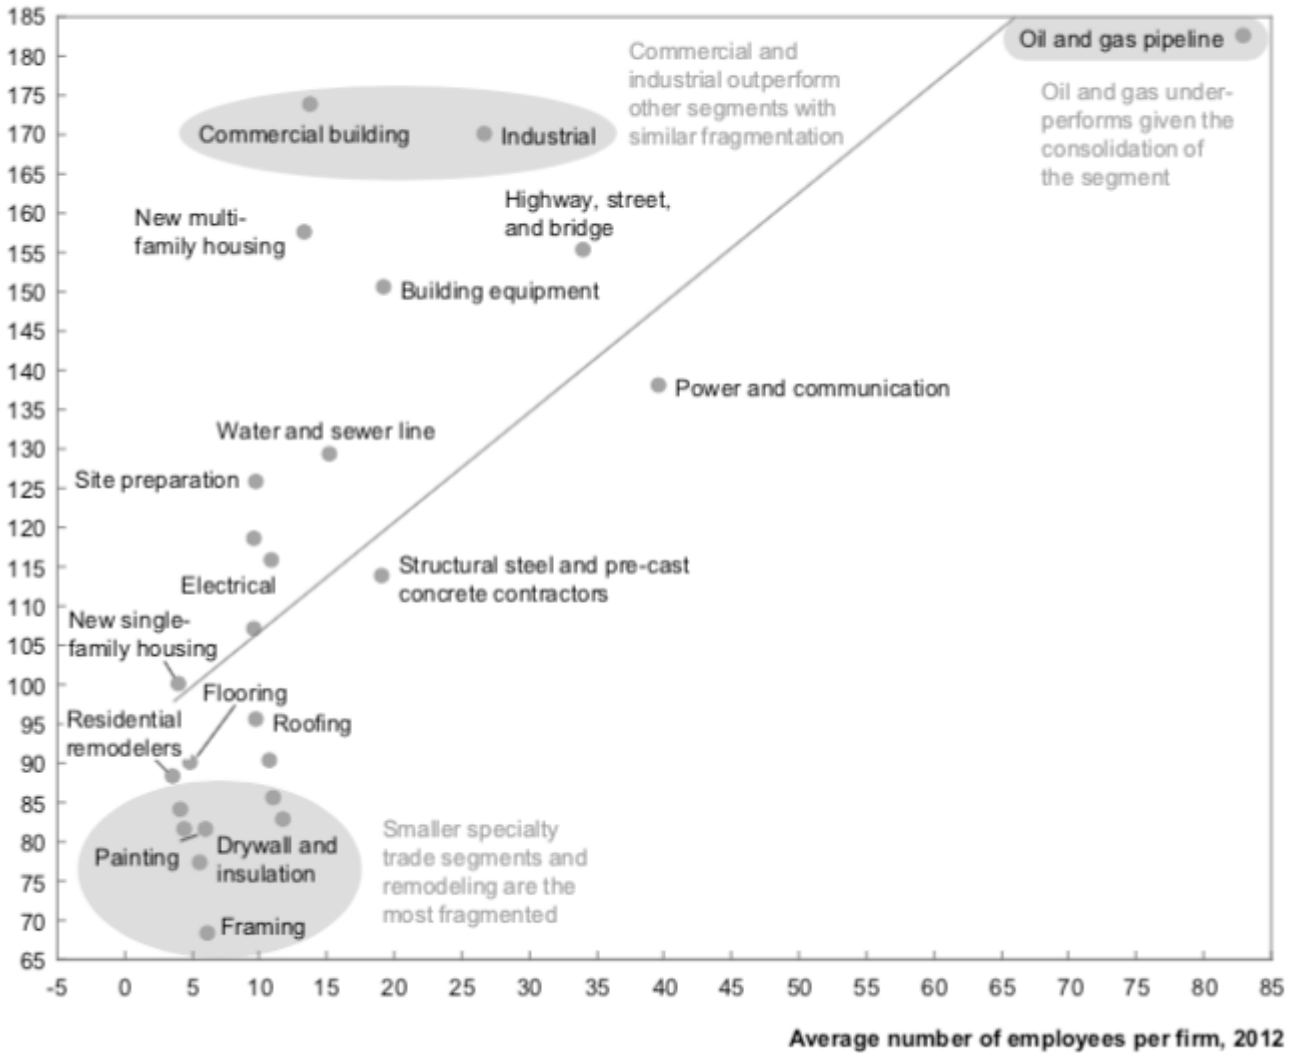 185
180
175
170
165
160
155
150
145
140
135
130
125
120
115
110
105
100
95
90
85
80
75
70
65
Oil and gas pipeline
Oil and gas under-
performs given the
consolidation of
the segment
Commercial and
industrial outperform
other segments with
similar fragmentation
Commercial building
Industrial
New multi-
family housing
Highway, street,
and bridge
Building equipment
Power and communication
Water and sewer line
Site preparation
Electrical
Structural steel and pre-cast
concrete contractors
New single-
family housing
Flooring
Residential
remodelers
Roofing
Painting
Drywall and
insulation
Framing
Smaller specialty
trade segments and
remodeling are the
most fragmented
-5 0 5 10 15 20 25 30 35 40 45 50 55 60 65 70 75 80 85
Average number of employees per firm, 2012